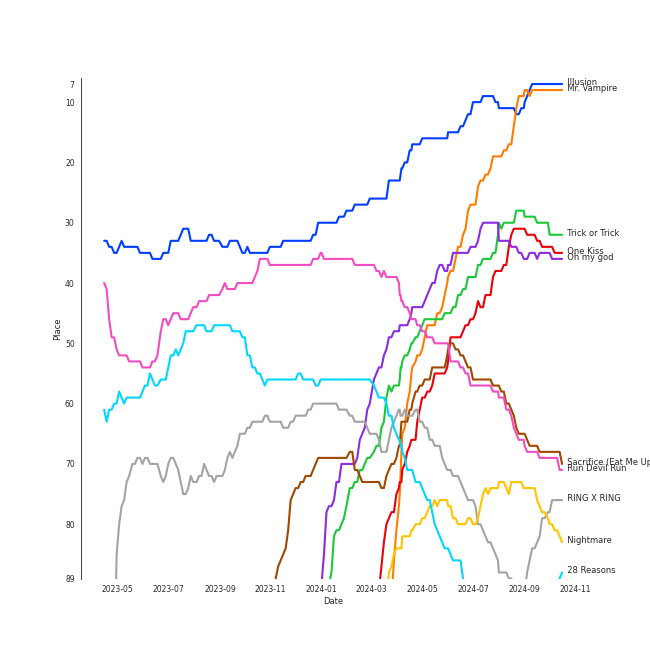 7
10
20
30
40
50
60
70
80
89
Place
2023-05
2023-07
2023-09
2023-11
2024-01
2024-03
2024-05
2024-07
2024-09
2024-11
Date
Illusion
Mr. Vampire
Trick or Trick
One Kiss
Oh my god
Sacrifice (Eat Me Up
Run Devil Run
RING X RING
Nightmare
28 Reasons